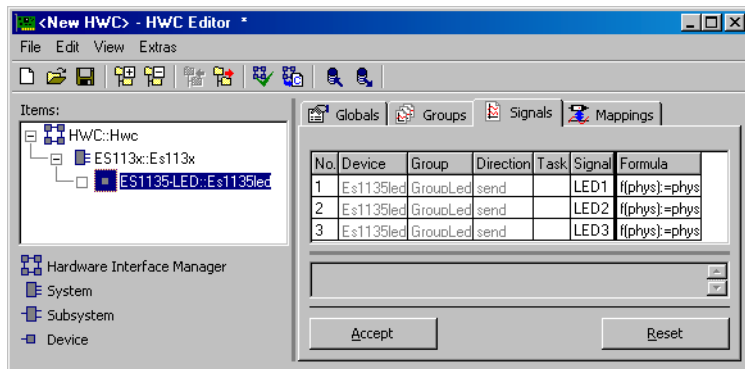 <New HWC> - HWC Editor *
File Edit View Extras
Items:
HWC::Hwc
ES113x::Es113x
ES1135-LED::Es1135led
Hardware Interface Manager
System
Subsystem
Device
Globals Groups Signals Mappings
No. Device Group Direction Task Signal Formula
1 Es1135led GroupLed send LED1 f(phys):=phys
2 Es1135led GroupLed send LED2 f(phys):=phys
3 Es1135led GroupLed send LED3 f(phys):=phys
Accept Reset